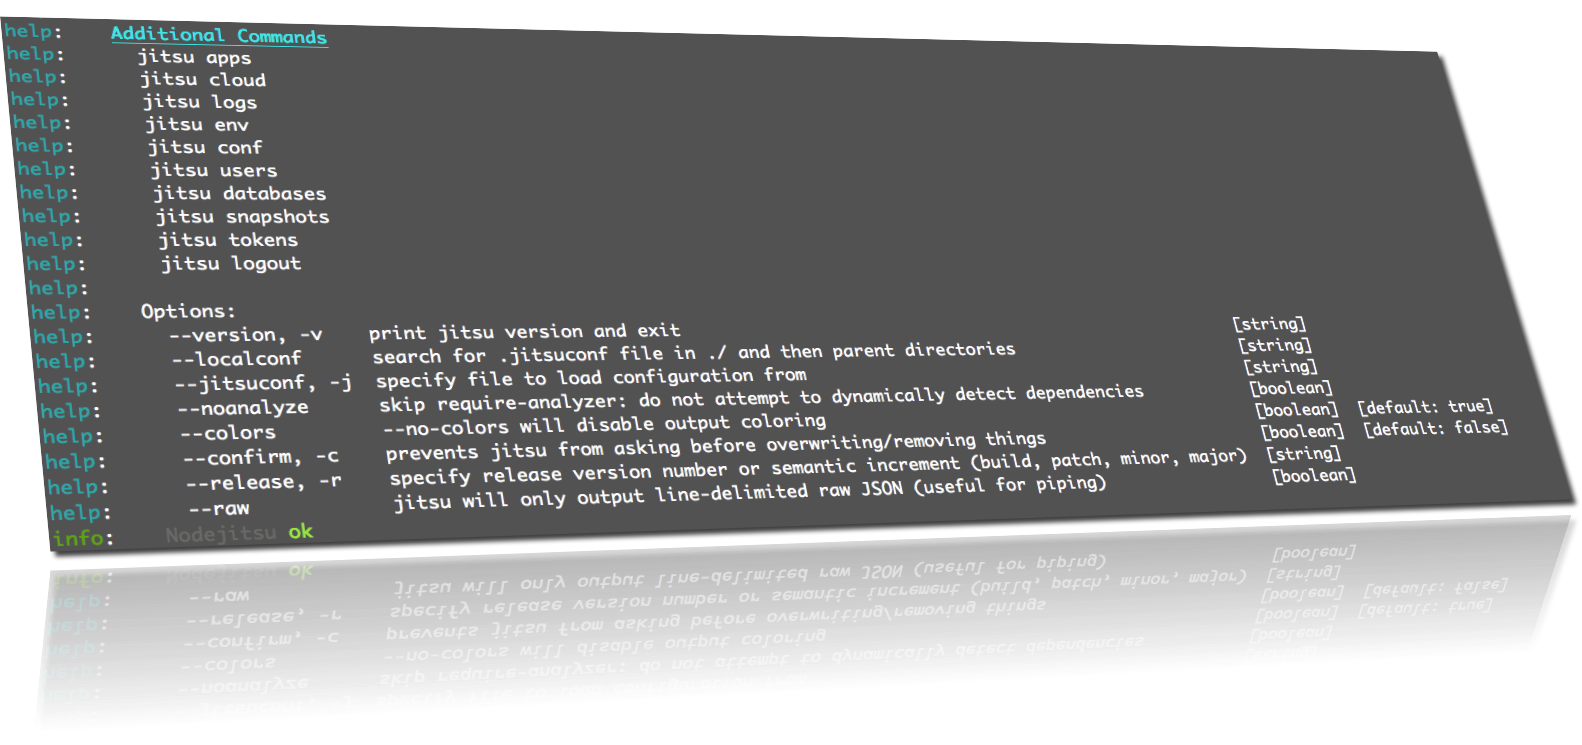 help:    Additional Commands
help:      jitsu apps
help:      jitsu cloud
help:      jitsu logs
help:      jitsu env
help:      jitsu conf
help:      jitsu users
help:      jitsu databases
help:      jitsu snapshots
help:      jitsu tokens
help:      jitsu logout
help:
help:    Options:
help:      --version, -v    print jitsu version and exit    [string]
help:      --localconf      search for .jitsuconf file in ./ and then parent directories    [string]
help:      --jitsuconf, -j  specify file to load configuration from    [string]
help:      --noanalyze      skip require-analyzer: do not attempt to dynamically detect dependencies    [boolean]
help:      --colors         --no-colors will disable output coloring    [boolean]  [default: true]
help:      --confirm, -c    prevents jitsu from asking before overwriting/removing things    [boolean]  [default: false]
help:      --release, -r    specify release version number or semantic increment (build, patch, minor, major)  [string]
help:      --raw            jitsu will only output line-delimited raw JSON (useful for piping)    [boolean]
info:    Nodejitsu ok